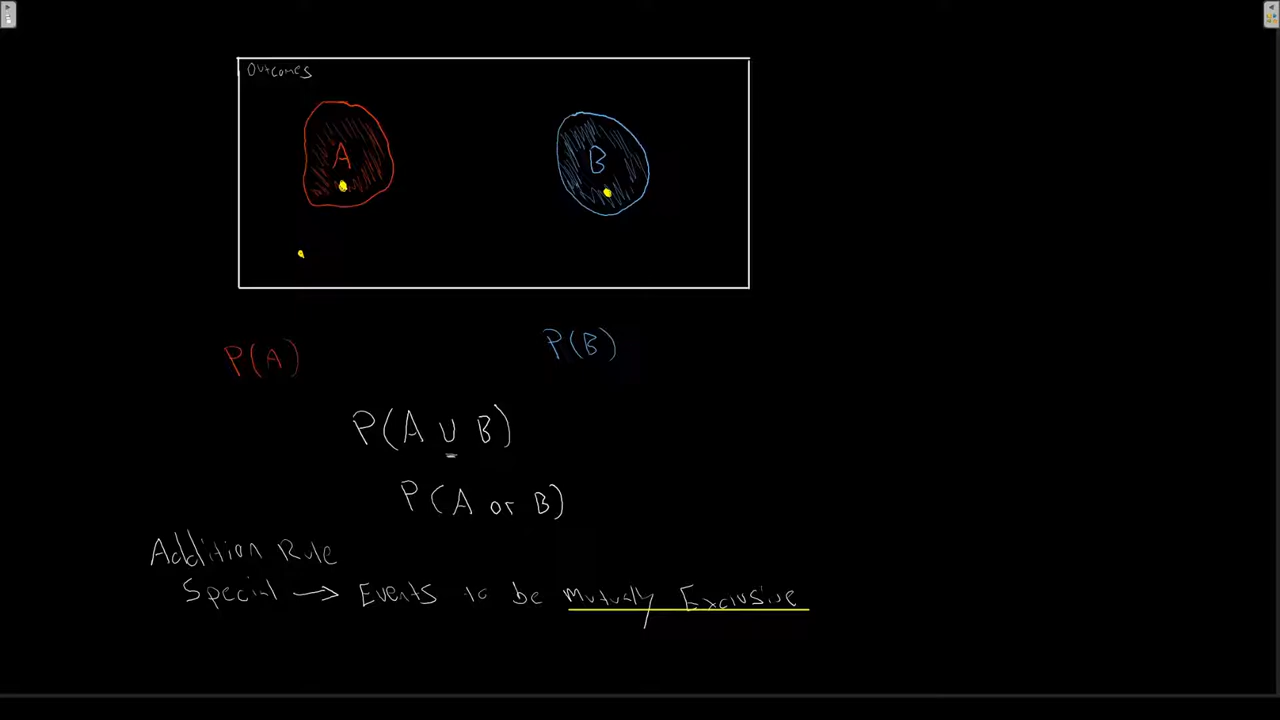 Outcomes
A
B
P(A)
P(B)
P(A ∪ B)
P(A or B)
Addition Rule
Special → Events to be Mutually Exclusive